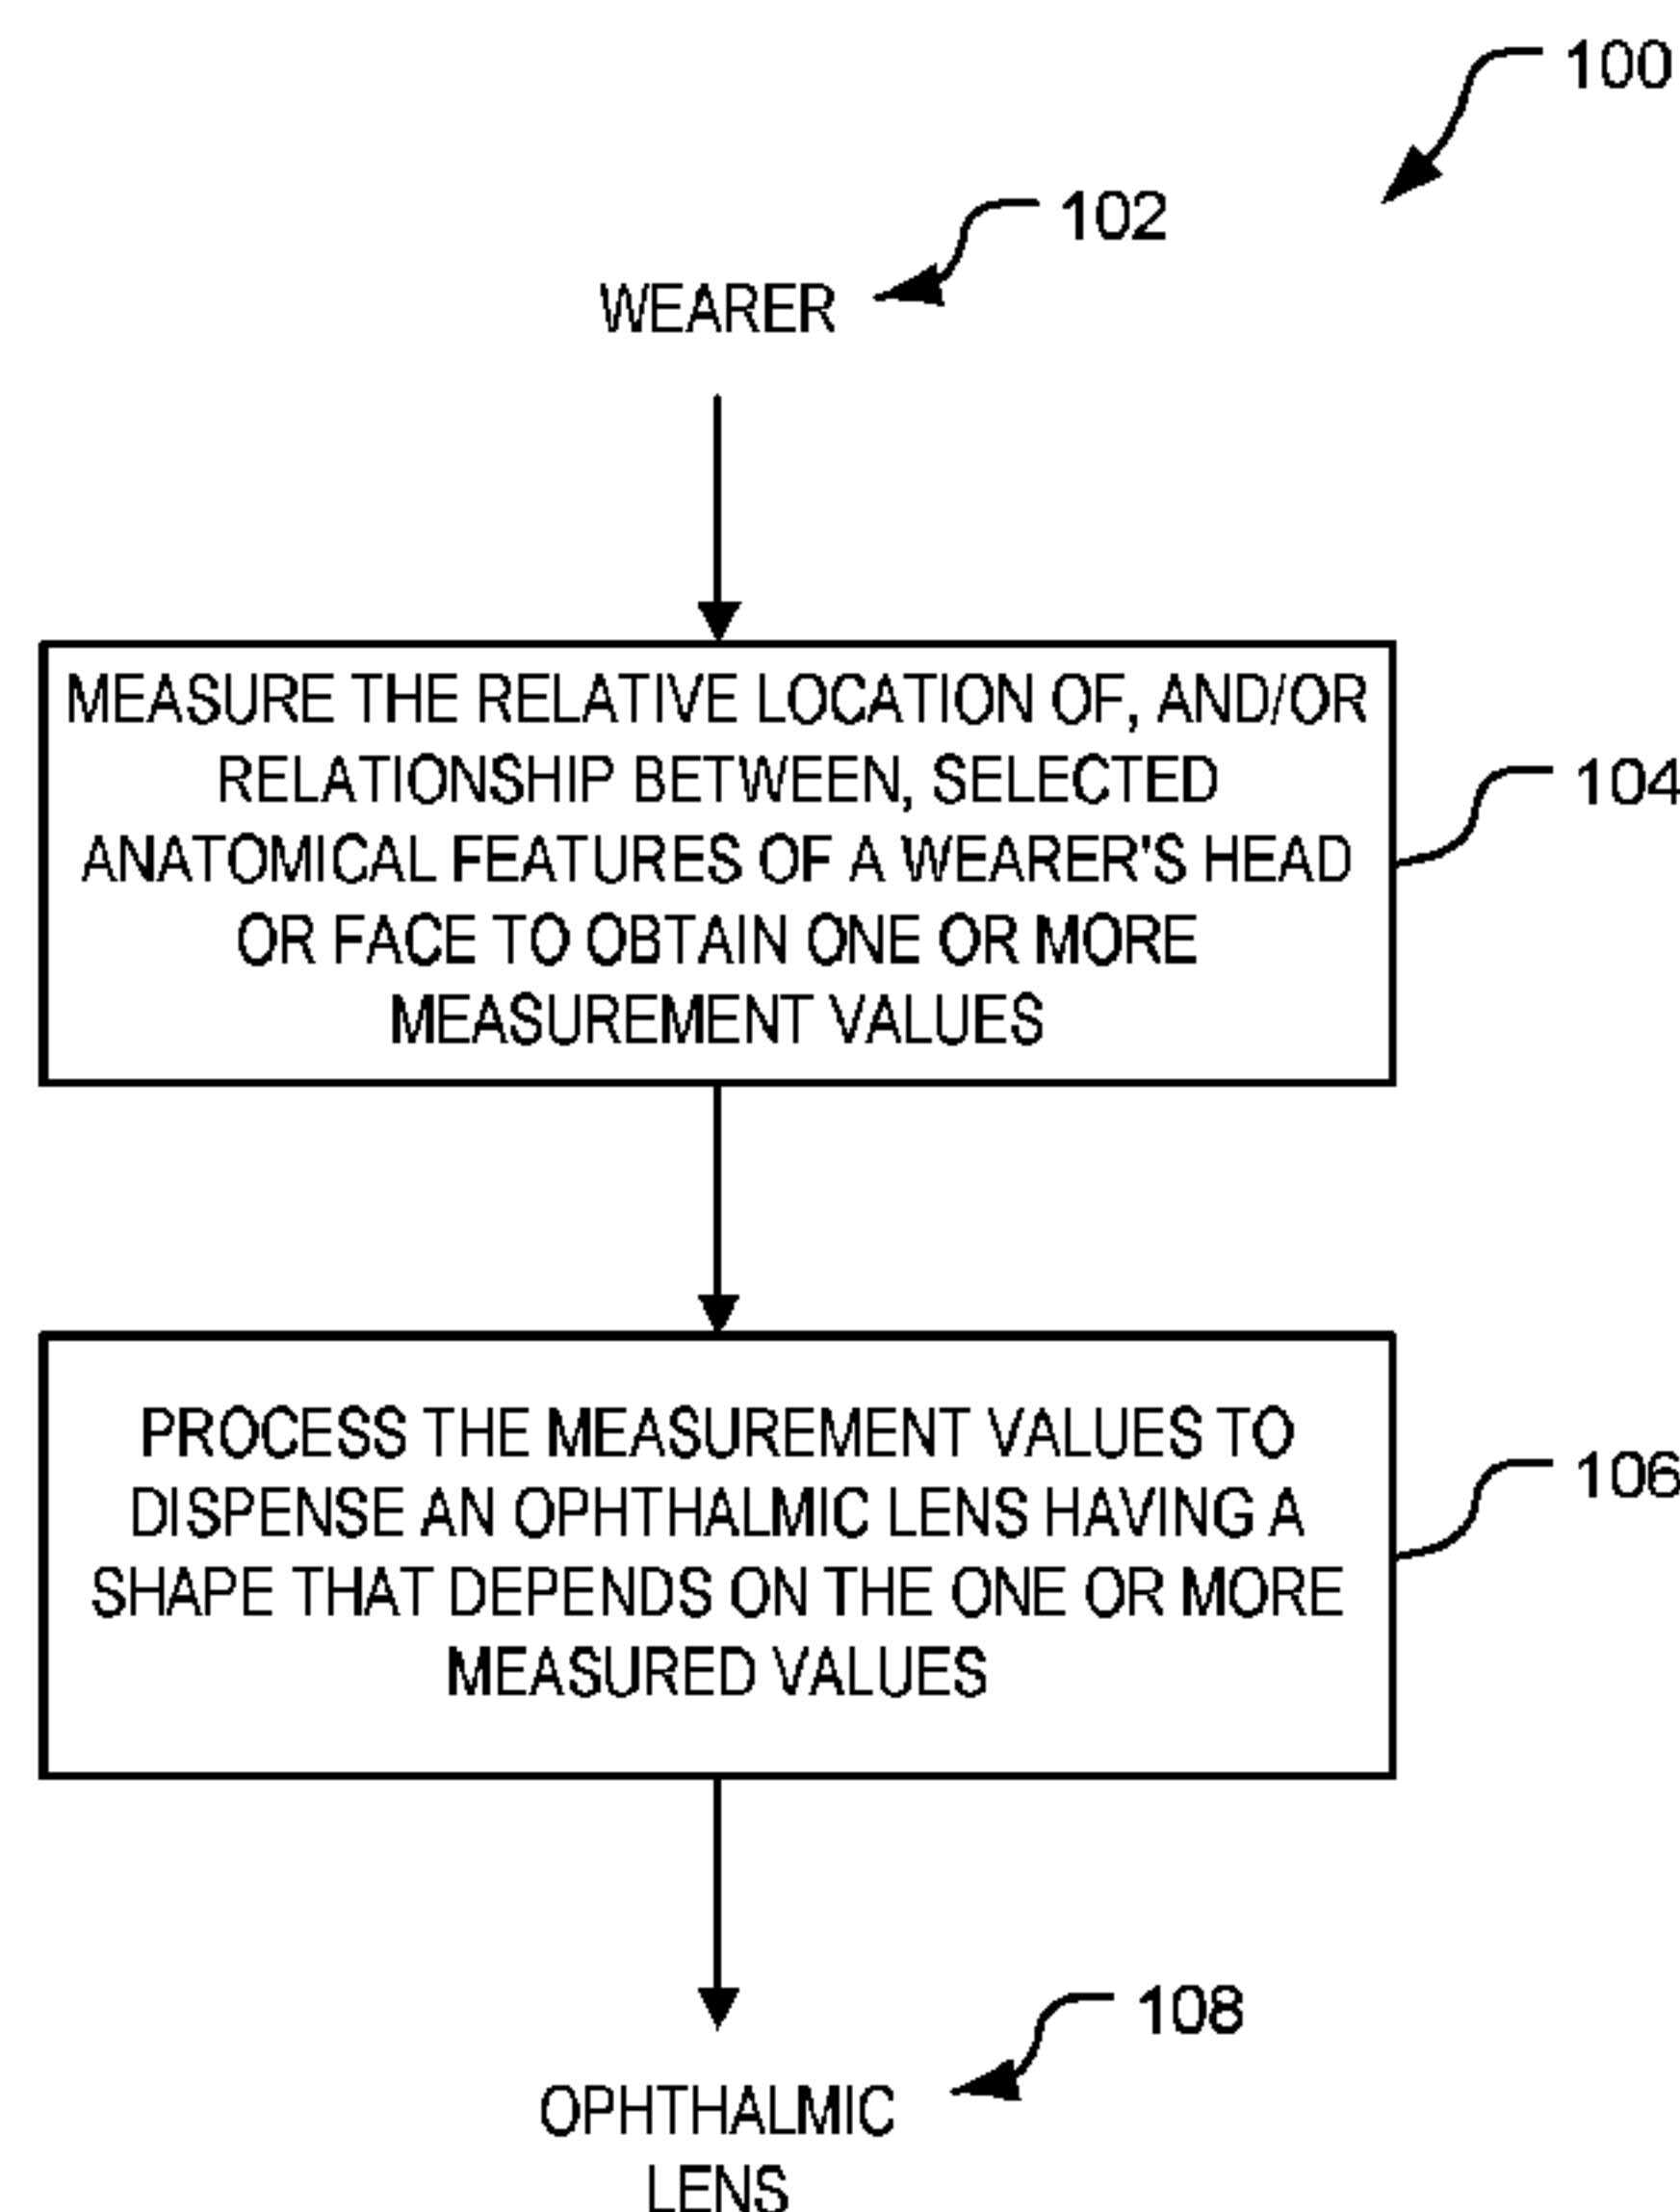 100
102
WEARER
MEASURE THE RELATIVE LOCATION OF, AND/OR
RELATIONSHIP BETWEEN, SELECTED
ANATOMICAL FEATURES OF A WEARER'S HEAD
OR FACE TO OBTAIN ONE OR MORE
MEASUREMENT VALUES
104
PROCESS THE MEASUREMENT VALUES TO
DISPENSE AN OPHTHALMIC LENS HAVING A
SHAPE THAT DEPENDS ON THE ONE OR MORE
MEASURED VALUES
106
108
OPHTHALMIC
LENS